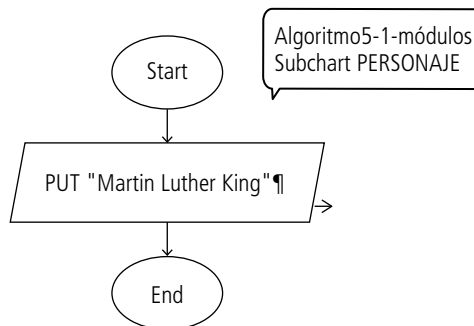 Algoritmo5-1-módulos
Subchart PERSONAJE
Start
PUT "Martin Luther King"¶
End